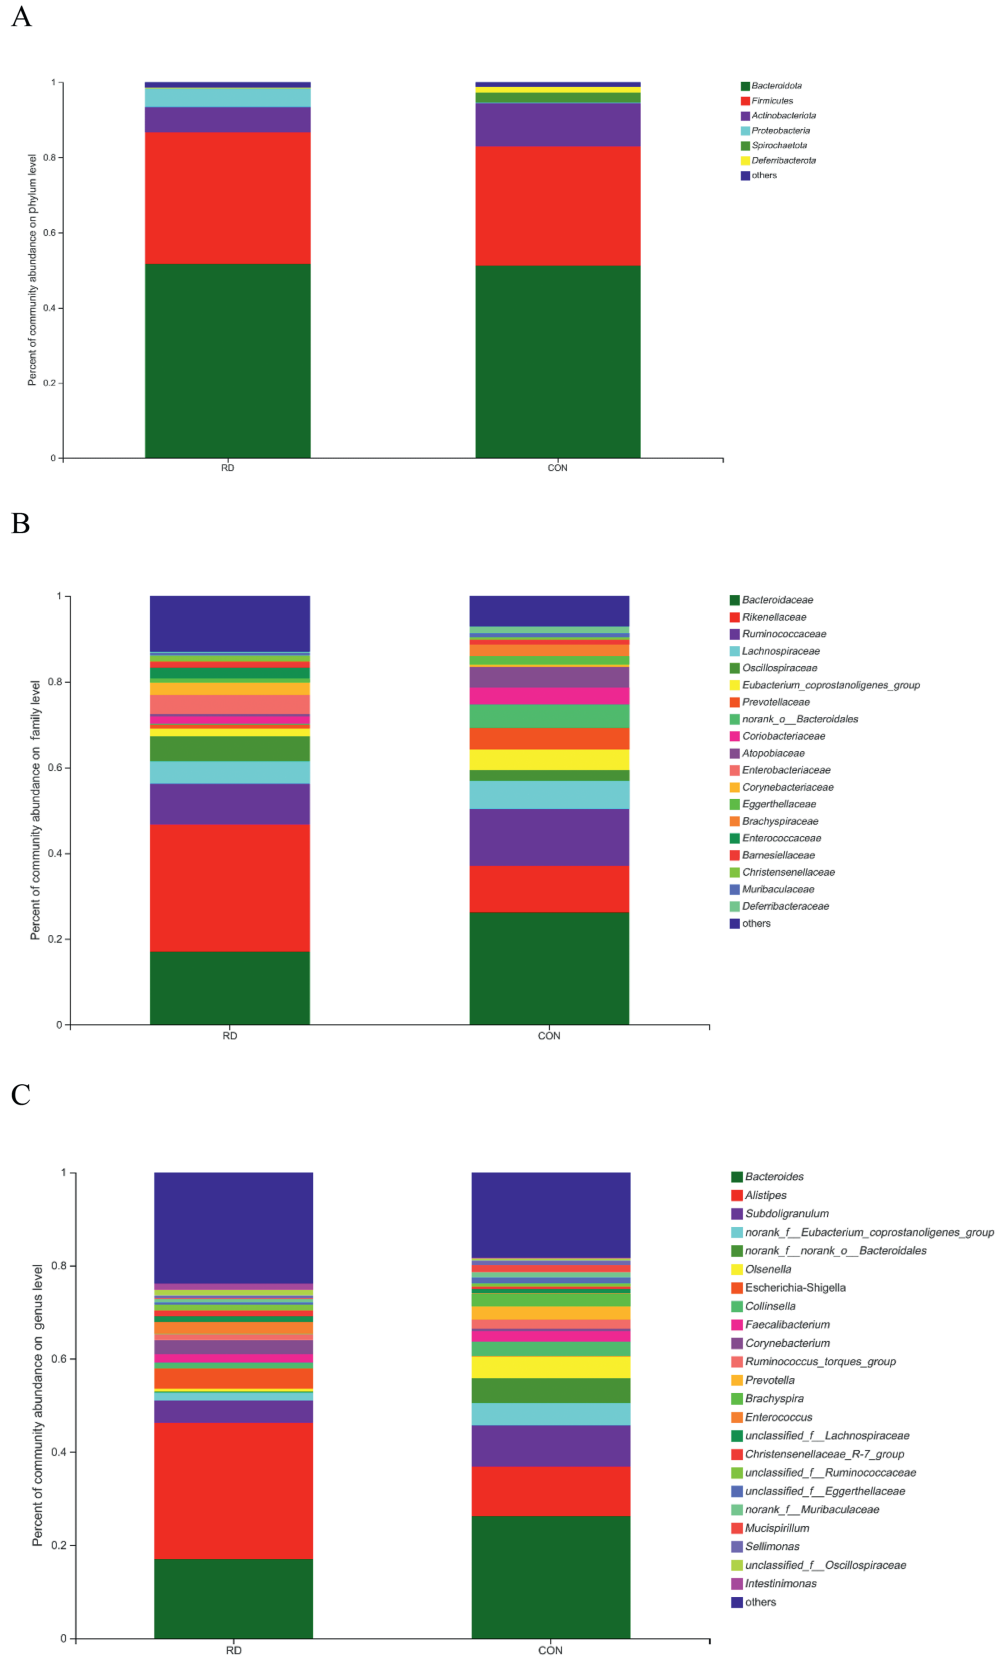 A
Percent of community abundance on phylum level
1
0.8
0.6
0.4
0.2
0
RD
CON
Bacteroidota
Firmicutes
Actinobacteriota
Proteobacteria
Spirochaetota
Deferribacterota
others
B
Percent of community abundance on family level
1
0.8
0.6
0.4
0.2
0
RD
CON
Bacteroidaceae
Rikenellaceae
Ruminococcaceae
Lachnospiraceae
Oscillospiraceae
Eubacterium_coprostanoligenes_group
Prevotellaceae
norank_o__Bacteroidales
Coriobacteriaceae
Atopobiaceae
Enterobacteriaceae
Corynebacteriaceae
Eggerthellaceae
Brachyspiraceae
Enterococcaceae
Barnesiellaceae
Christensenellaceae
Muribaculaceae
Deferribacteraceae
others
C
Percent of community abundance on genus level
1
0.8
0.6
0.4
0.2
0
RD
CON
Bacteroides
Alistipes
Subdoligranulum
norank_f__Eubacterium_coprostanoligenes_group
norank_f__norank_o__Bacteroidales
Olsenella
Escherichia-Shigella
Collinsella
Faecalibacterium
Corynebacterium
Ruminococcus_torques_group
Prevotella
Brachyspira
Enterococcus
unclassified_f__Lachnospiraceae
Christensenellaceae_R-7_group
unclassified_f__Ruminococcaceae
unclassified_f__Eggerthellaceae
norank_f__Muribaculaceae
Mucispirillum
Sellimonas
unclassified_f__Oscillospiraceae
Intestinimonas
others